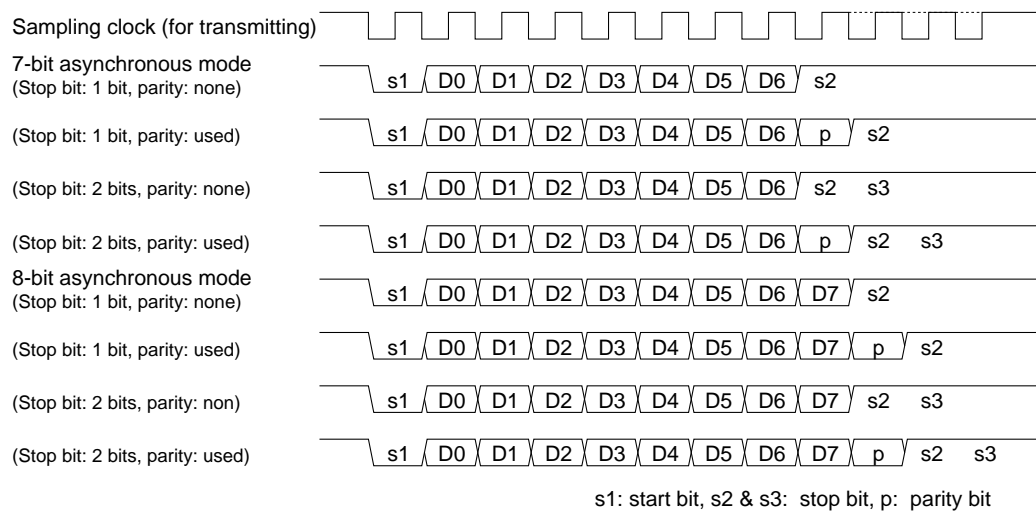 Sampling clock (for transmitting)
7-bit asynchronous mode
(Stop bit: 1 bit, parity: none) s1 D0 D1 D2 D3 D4 D5 D6 s2
(Stop bit: 1 bit, parity: used) s1 D0 D1 D2 D3 D4 D5 D6 p s2
(Stop bit: 2 bits, parity: none) s1 D0 D1 D2 D3 D4 D5 D6 s2 s3
(Stop bit: 2 bits, parity: used) s1 D0 D1 D2 D3 D4 D5 D6 p s2 s3
8-bit asynchronous mode
(Stop bit: 1 bit, parity: none) s1 D0 D1 D2 D3 D4 D5 D6 D7 s2
(Stop bit: 1 bit, parity: used) s1 D0 D1 D2 D3 D4 D5 D6 D7 p s2
(Stop bit: 2 bits, parity: non) s1 D0 D1 D2 D3 D4 D5 D6 D7 s2 s3
(Stop bit: 2 bits, parity: used) s1 D0 D1 D2 D3 D4 D5 D6 D7 p s2 s3
s1: start bit, s2 & s3: stop bit, p: parity bit